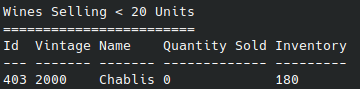 Wines Selling < 20 Units
========================
Id  Vintage Name    Quantity Sold Inventory
--- ------- ------- ------------- ---------
403 2000    Chablis 0             180